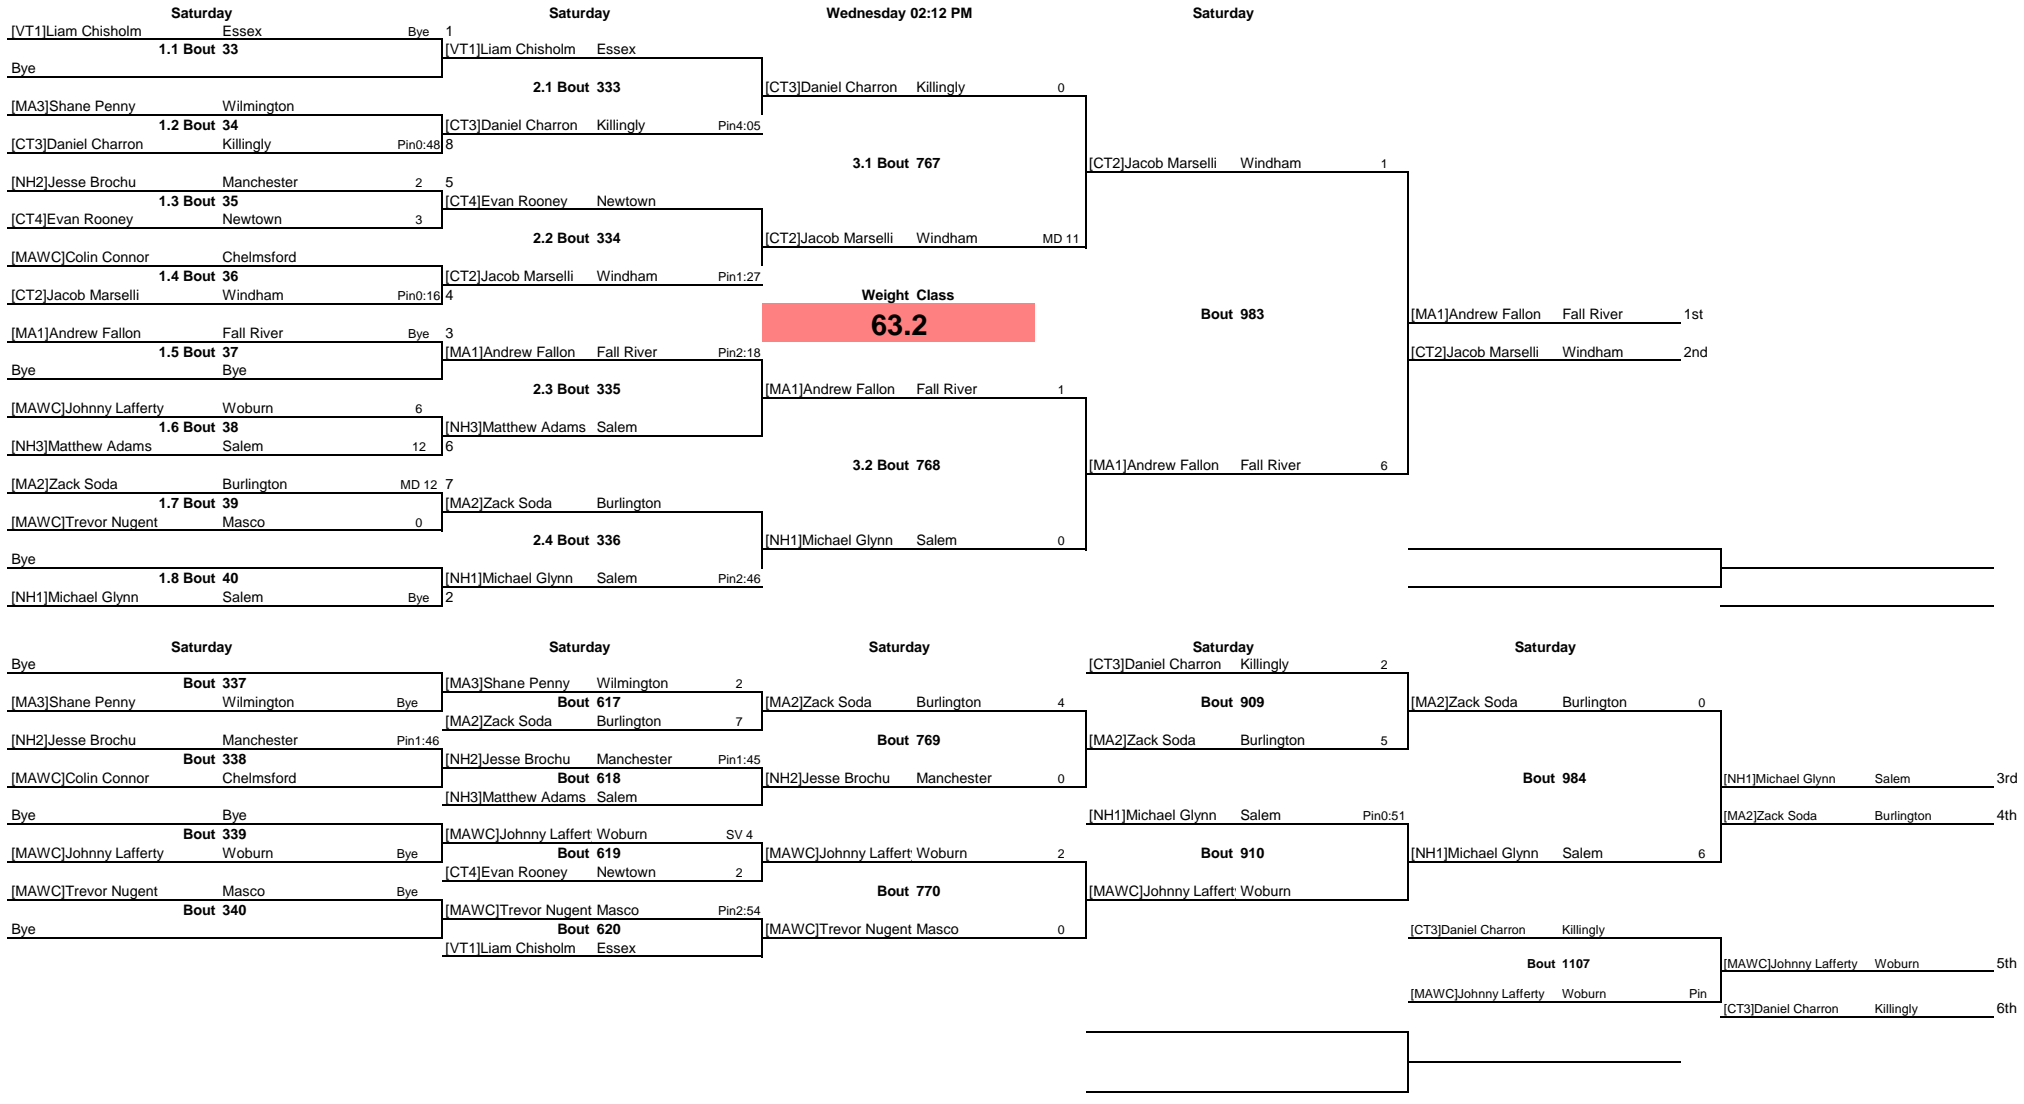 Saturday Saturday Wednesday 02:12 PM Saturday
[VT1]Liam Chisholm Essex Bye 1
1.1 Bout 33 [VT1]Liam Chisholm Essex
Bye
2.1 Bout 333 [CT3]Daniel Charron Killingly 0
[MA3]Shane Penny Wilmington
1.2 Bout 34 [CT3]Daniel Charron Killingly Pin4:05
[CT3]Daniel Charron Killingly Pin0:48 8
3.1 Bout 767 [CT2]Jacob Marselli Windham 1
[NH2]Jesse Brochu Manchester 2 5
1.3 Bout 35 [CT4]Evan Rooney Newtown
[CT4]Evan Rooney Newtown 3
2.2 Bout 334 [CT2]Jacob Marselli Windham MD 11
[MAWC]Colin Connor Chelmsford
1.4 Bout 36 [CT2]Jacob Marselli Windham Pin1:27
[CT2]Jacob Marselli Windham Pin0:16 4 Weight Class
63.2 Bout 983 [MA1]Andrew Fallon Fall River 1st
[MA1]Andrew Fallon Fall River Bye 3
1.5 Bout 37 [MA1]Andrew Fallon Fall River Pin2:18 [CT2]Jacob Marselli Windham 2nd
Bye Bye
2.3 Bout 335 [MA1]Andrew Fallon Fall River 1
[MAWC]Johnny Lafferty Woburn 6
1.6 Bout 38 [NH3]Matthew Adams Salem
[NH3]Matthew Adams Salem 12 6
3.2 Bout 768 [MA1]Andrew Fallon Fall River 6
[MA2]Zack Soda Burlington MD 12 7
1.7 Bout 39 [MA2]Zack Soda Burlington
[MAWC]Trevor Nugent Masco 0
2.4 Bout 336 [NH1]Michael Glynn Salem 0
Bye
1.8 Bout 40 [NH1]Michael Glynn Salem Pin2:46
[NH1]Michael Glynn Salem Bye 2
Saturday Saturday Saturday Saturday Saturday
Bye [CT3]Daniel Charron Killingly 2
Bout 337 [MA3]Shane Penny Wilmington 2
[MA3]Shane Penny Wilmington Bye Bout 617 [MA2]Zack Soda Burlington 4 Bout 909 [MA2]Zack Soda Burlington 0
[MA2]Zack Soda Burlington 7
[NH2]Jesse Brochu Manchester Pin1:46 Bout 769 [MA2]Zack Soda Burlington 5
Bout 338 [NH2]Jesse Brochu Manchester Pin1:45
[MAWC]Colin Connor Chelmsford Bout 618 [NH2]Jesse Brochu Manchester 0 Bout 984 [NH1]Michael Glynn Salem 3rd
[NH3]Matthew Adams Salem
Bye Bye [NH1]Michael Glynn Salem Pin0:51 [MA2]Zack Soda Burlington 4th
Bout 339 [MAWC]Johnny Laffert Woburn SV 4
[MAWC]Johnny Lafferty Woburn Bye Bout 619 [MAWC]Johnny Laffert Woburn 2 Bout 910 [NH1]Michael Glynn Salem 6
[CT4]Evan Rooney Newtown 2
[MAWC]Trevor Nugent Masco Bye Bout 770 [MAWC]Johnny Laffert Woburn
Bout 340 [MAWC]Trevor Nugent Masco Pin2:54
Bye Bout 620 [MAWC]Trevor Nugent Masco 0 [CT3]Daniel Charron Killingly
[VT1]Liam Chisholm Essex
Bout 1107 [MAWC]Johnny Lafferty Woburn 5th
[MAWC]Johnny Lafferty Woburn Pin
[CT3]Daniel Charron Killingly 6th